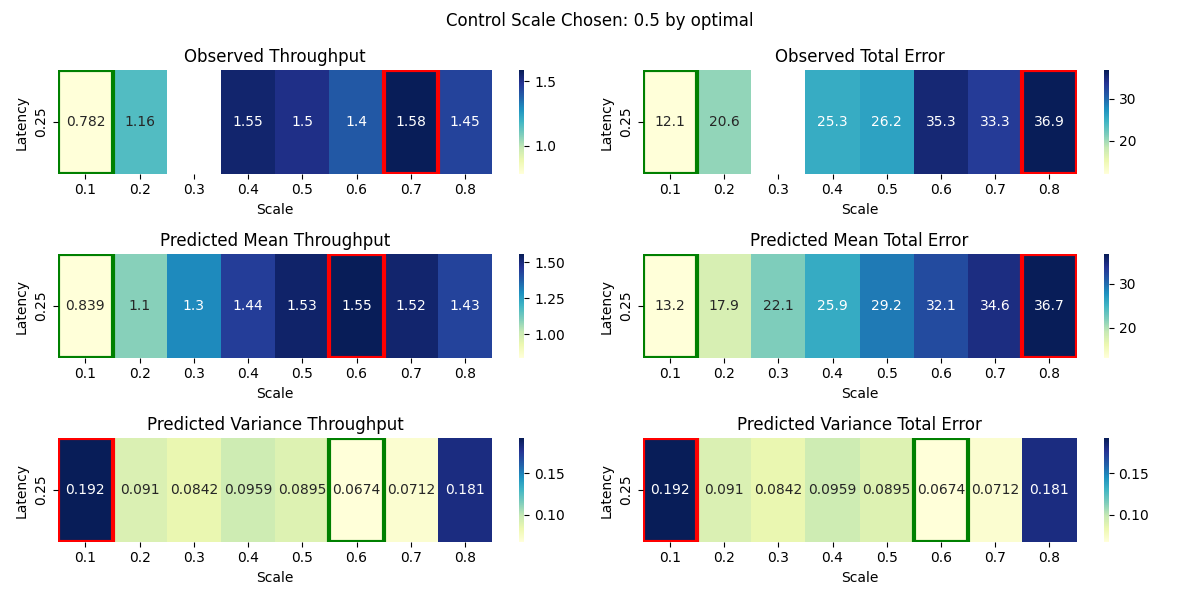 Control Scale Chosen: 0.5 by optimal
Observed Throughput
Latency
0.25
0.782 1.16 1.55 1.5 1.4 1.58 1.45
0.1 0.2 0.3 0.4 0.5 0.6 0.7 0.8
Scale
1.5
1.0
Observed Total Error
Latency
0.25
12.1 20.6 25.3 26.2 35.3 33.3 36.9
0.1 0.2 0.3 0.4 0.5 0.6 0.7 0.8
Scale
30
20
Predicted Mean Throughput
Latency
0.25
0.839 1.1 1.3 1.44 1.53 1.55 1.52 1.43
0.1 0.2 0.3 0.4 0.5 0.6 0.7 0.8
Scale
1.50
1.25
1.00
Predicted Mean Total Error
Latency
0.25
13.2 17.9 22.1 25.9 29.2 32.1 34.6 36.7
0.1 0.2 0.3 0.4 0.5 0.6 0.7 0.8
Scale
30
20
Predicted Variance Throughput
Latency
0.25
0.192 0.091 0.0842 0.0959 0.0895 0.0674 0.0712 0.181
0.1 0.2 0.3 0.4 0.5 0.6 0.7 0.8
Scale
0.15
0.10
Predicted Variance Total Error
Latency
0.25
0.192 0.091 0.0842 0.0959 0.0895 0.0674 0.0712 0.181
0.1 0.2 0.3 0.4 0.5 0.6 0.7 0.8
Scale
0.15
0.10